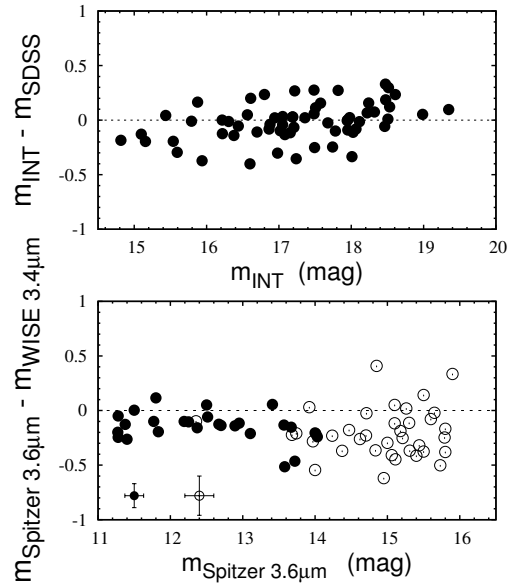 m_INT - m_SDSS
1
0.5
0
-0.5
-1
15 16 17 18 19 20
m_INT (mag)
m_Spitzer 3.6μm - m_WISE 3.4μm
1
0.5
0
-0.5
-1
11 12 13 14 15 16
m_Spitzer 3.6μm (mag)